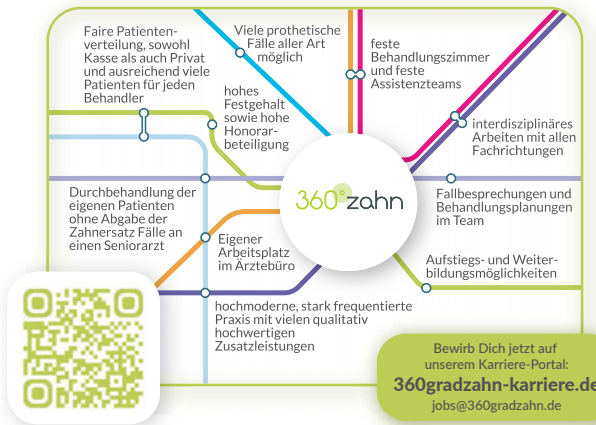 Faire Patienten-
verteilung, sowohl
Kasse als auch Privat
und ausreichend viele
Patienten für jeden
Behandler
Viele prothetische
Fälle aller Art
möglich
feste
Behandlungszimmer
und feste
Assistenzteams
hohes
Festgehalt
sowie hohe
Honorar-
beteiligung
interdisziplinäres
Arbeiten mit allen
Fachrichtungen
360°zahn
Durchbehandlung der
eigenen Patienten
ohne Abgabe der
Zahnersatz Fälle an
einen Seniorarzt
Fallbesprechungen und
Behandlungsplanungen
im Team
Eigener
Arbeitsplatz
im Ärztebüro
Aufstiegs- und Weiter-
bildungsmöglichkeiten
hochmoderne, stark frequentierte
Praxis mit vielen qualitativ
hochwertigen
Zusatzleistungen
Bewirb Dich jetzt auf
unserem Karriere-Portal:
360gradzahn-karriere.de
jobs@360gradzahn.de